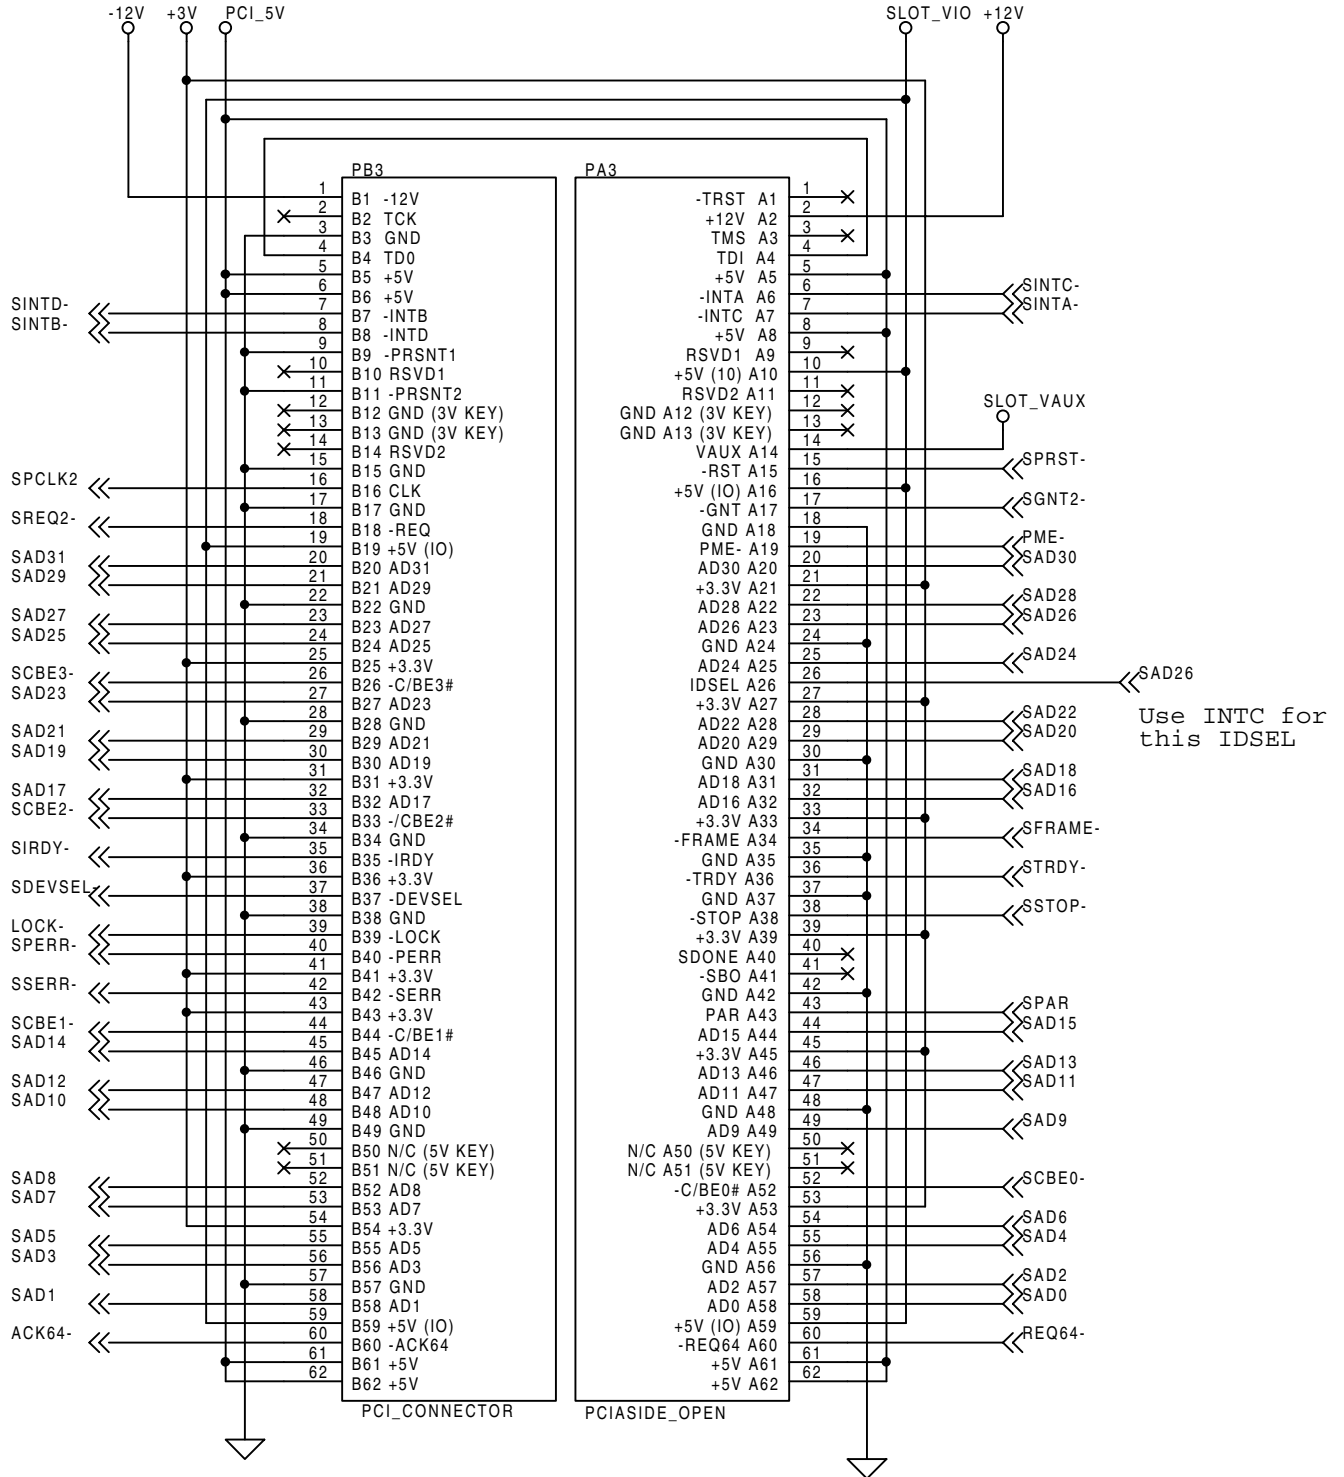 -12V +3V PCI_5V SLOT_VIO +12V
PB3 PA3
1 B1 -12V -TRST A1 1
2 B2 TCK +12V A2 2
3 B3 GND TMS A3 3
4 B4 TD0 TDI A4 4
5 B5 +5V +5V A5 5
6 B6 +5V -INTA A6 6 SINTC-
SINTD- 7 B7 -INTB -INTC A7 7 SINTA-
SINTB- 8 B8 -INTD +5V A8 8
9 B9 -PRSNT1 RSVD1 A9 9
10 B10 RSVD1 +5V (10) A10 10
11 B11 -PRSNT2 RSVD2 A11 11
12 B12 GND (3V KEY) GND A12 (3V KEY) 12
13 B13 GND (3V KEY) GND A13 (3V KEY) 13
SLOT_VAUX
14 B14 RSVD2 VAUX A14 14
15 B15 GND -RST A15 15 SPRST-
SPCLK2 16 B16 CLK +5V (IO) A16 16
17 B17 GND -GNT A17 17 SGNT2-
SREQ2- 18 B18 -REQ GND A18 18
19 B19 +5V (IO) PME- A19 19 PME-
SAD31 20 B20 AD31 AD30 A20 20 SAD30
SAD29 21 B21 AD29 +3.3V A21 21
22 B22 GND AD28 A22 22 SAD28
SAD27 23 B23 AD27 AD26 A23 23 SAD26
SAD25 24 B24 AD25 GND A24 24
25 B25 +3.3V AD24 A25 25 SAD24
SCBE3- 26 B26 -C/BE3# IDSEL A26 26 SAD26
SAD23 27 B27 AD23 +3.3V A27 27
28 B28 GND AD22 A28 28 SAD22
Use INTC for
this IDSEL
SAD21 29 B29 AD21 AD20 A29 29 SAD20
SAD19 30 B30 AD19 GND A30 30
31 B31 +3.3V AD18 A31 31 SAD18
SAD17 32 B32 AD17 AD16 A32 32 SAD16
SCBE2- 33 B33 -/CBE2# +3.3V A33 33
34 B34 GND -FRAME A34 34 SFRAME-
SIRDY- 35 B35 -IRDY GND A35 35
36 B36 +3.3V -TRDY A36 36 STRDY-
SDEVSEL- 37 B37 -DEVSEL GND A37 37
38 B38 GND -STOP A38 38 SSTOP-
LOCK- 39 B39 -LOCK +3.3V A39 39
SPERR- 40 B40 -PERR SDONE A40 40
41 B41 +3.3V -SBO A41 41
SSERR- 42 B42 -SERR GND A42 42
43 B43 +3.3V PAR A43 43 SPAR
SCBE1- 44 B44 -C/BE1# AD15 A44 44 SAD15
SAD14 45 B45 AD14 +3.3V A45 45
46 B46 GND AD13 A46 46 SAD13
SAD12 47 B47 AD12 AD11 A47 47 SAD11
SAD10 48 B48 AD10 GND A48 48
49 B49 GND AD9 A49 49 SAD9
50 B50 N/C (5V KEY) N/C A50 (5V KEY) 50
51 B51 N/C (5V KEY) N/C A51 (5V KEY) 51
SAD8 52 B52 AD8 -C/BE0# A52 52 SCBE0-
SAD7 53 B53 AD7 +3.3V A53 53
54 B54 +3.3V AD6 A54 54 SAD6
SAD5 55 B55 AD5 AD4 A55 55 SAD4
SAD3 56 B56 AD3 GND A56 56
57 B57 GND AD2 A57 57 SAD2
SAD1 58 B58 AD1 AD0 A58 58 SAD0
59 B59 +5V (IO) +5V (IO) A59 59
ACK64- 60 B60 -ACK64 -REQ64 A60 60 REQ64-
61 B61 +5V +5V A61 61
62 B62 +5V +5V A62 62
PCI_CONNECTOR PCIASIDE_OPEN